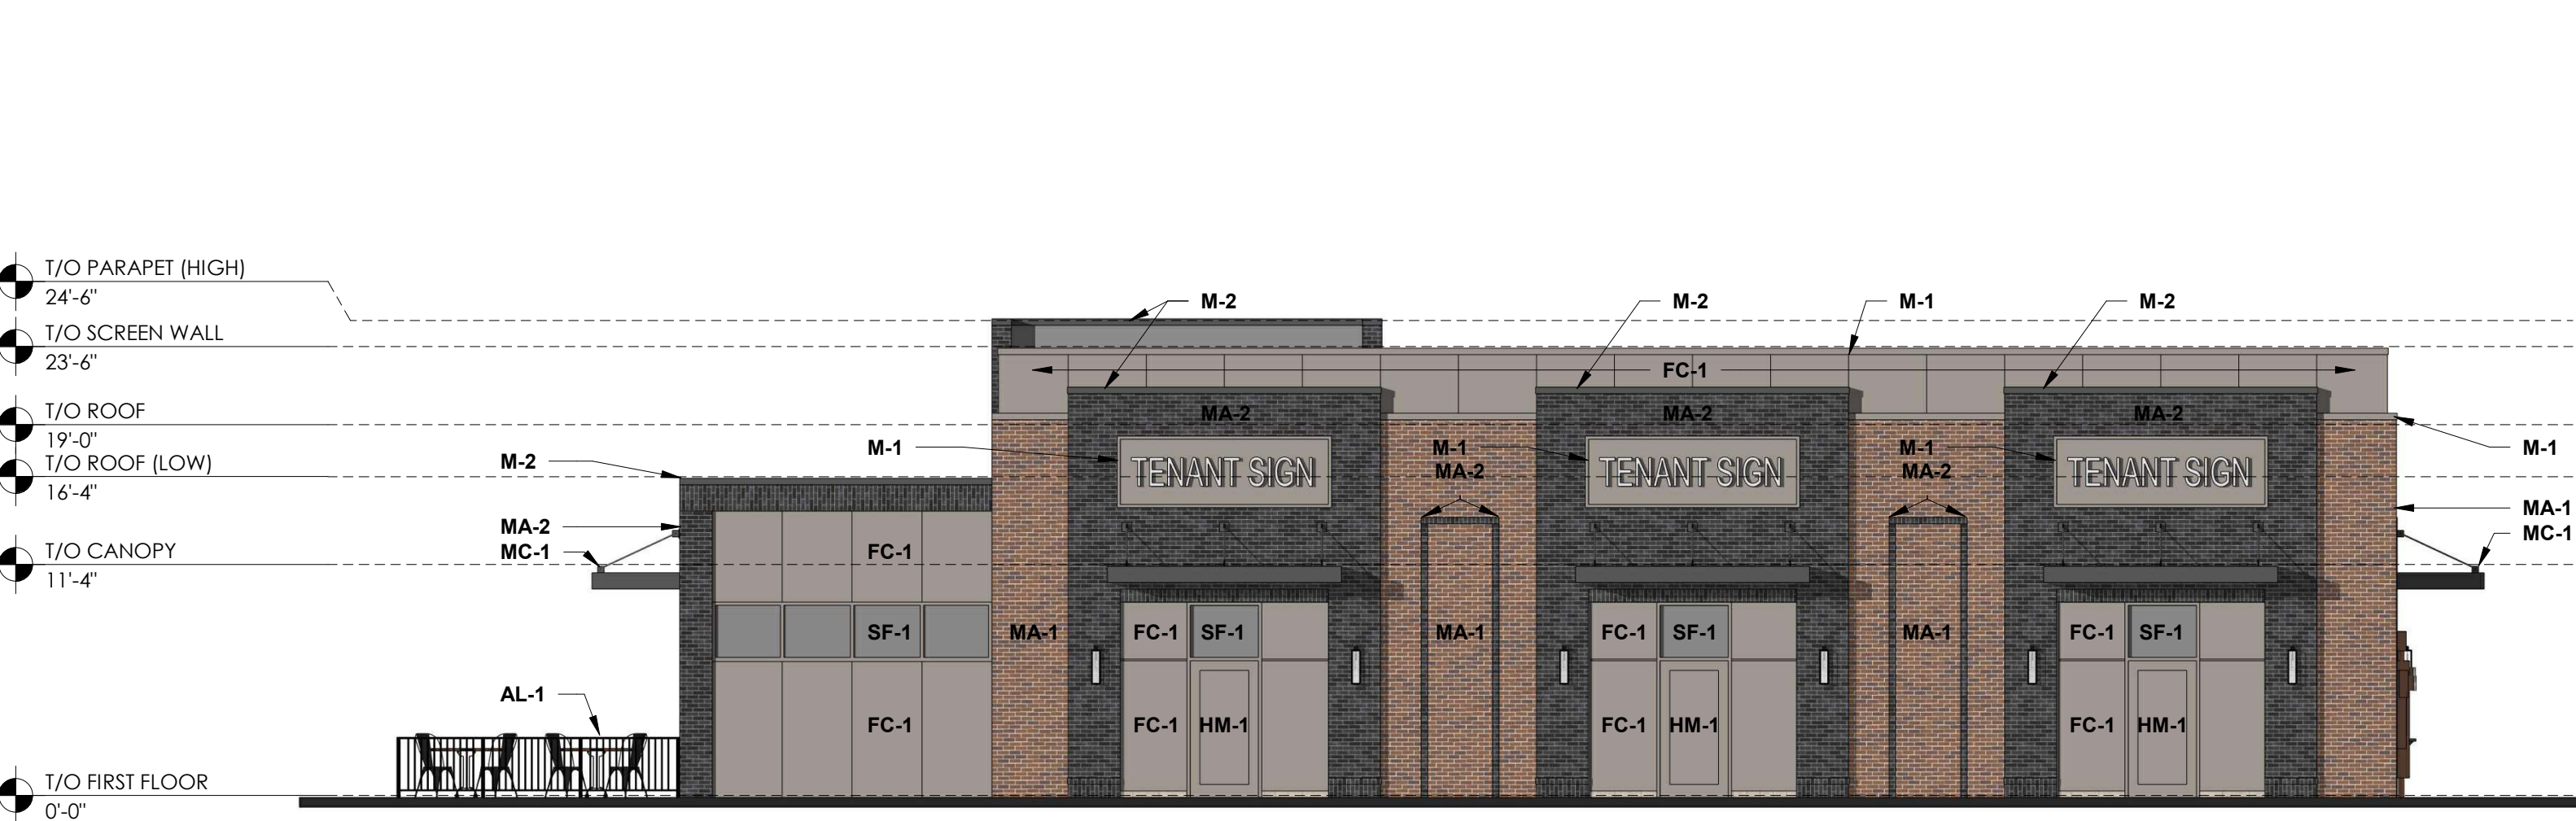 T/O PARAPET (HIGH)
24'-6"
T/O SCREEN WALL
23'-6"
T/O ROOF
19'-0"
T/O ROOF (LOW)
16'-4"
T/O CANOPY
11'-4"
T/O FIRST FLOOR
0'-0"
M-2 M-2 M-1 M-2
FC-1
MA-2 MA-2 MA-2
M-1 M-1 M-1 M-1
M-2 TENANT SIGN MA-2 TENANT SIGN MA-2 TENANT SIGN
MA-1
MA-2 MC-1
MC-1 FC-1
SF-1 MA-1 FC-1 SF-1 MA-1 FC-1 SF-1 MA-1 FC-1 SF-1
AL-1
FC-1 FC-1 HM-1 FC-1 HM-1 FC-1 HM-1